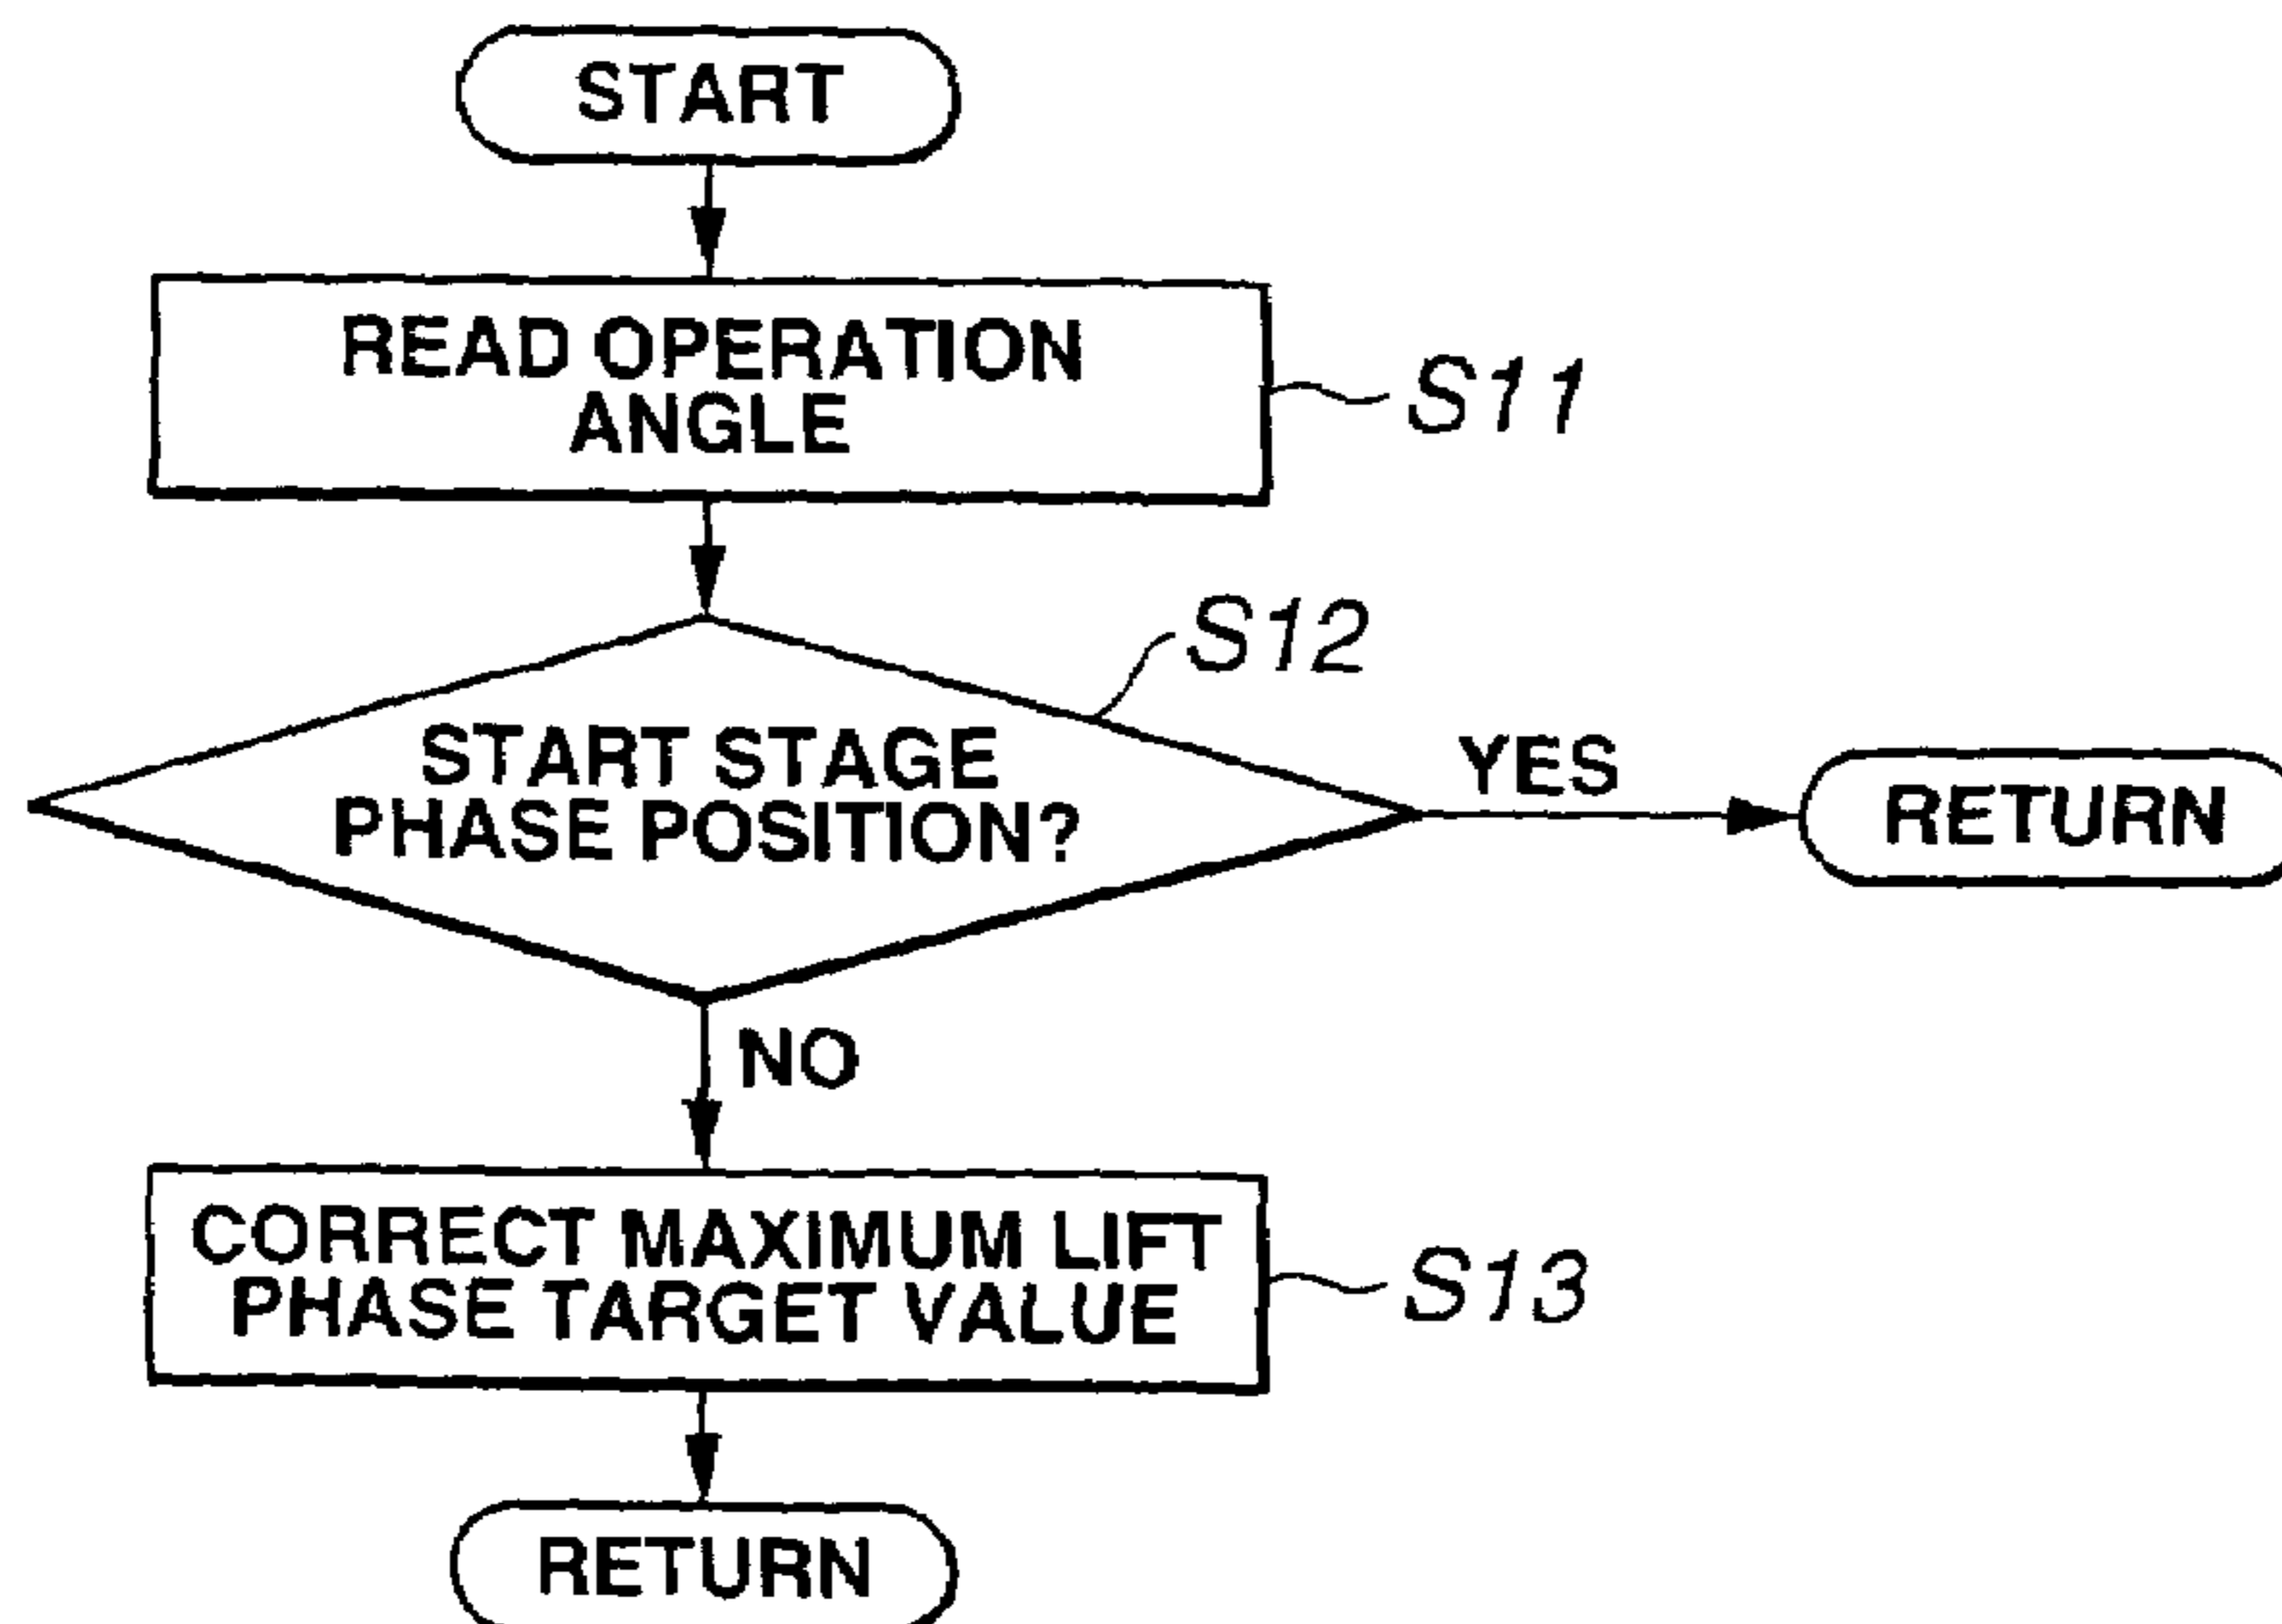 START
READ OPERATION
ANGLE
S11
S12
START STAGE
PHASE POSITION?
YES
RETURN
NO
CORRECT MAXIMUM LIFT
PHASE TARGET VALUE
S13
RETURN